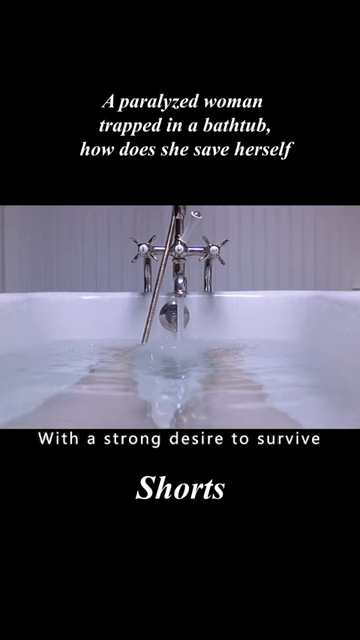 A paralyzed woman
trapped in a bathtub,
how does she save herself
With a strong desire to survive
Shorts